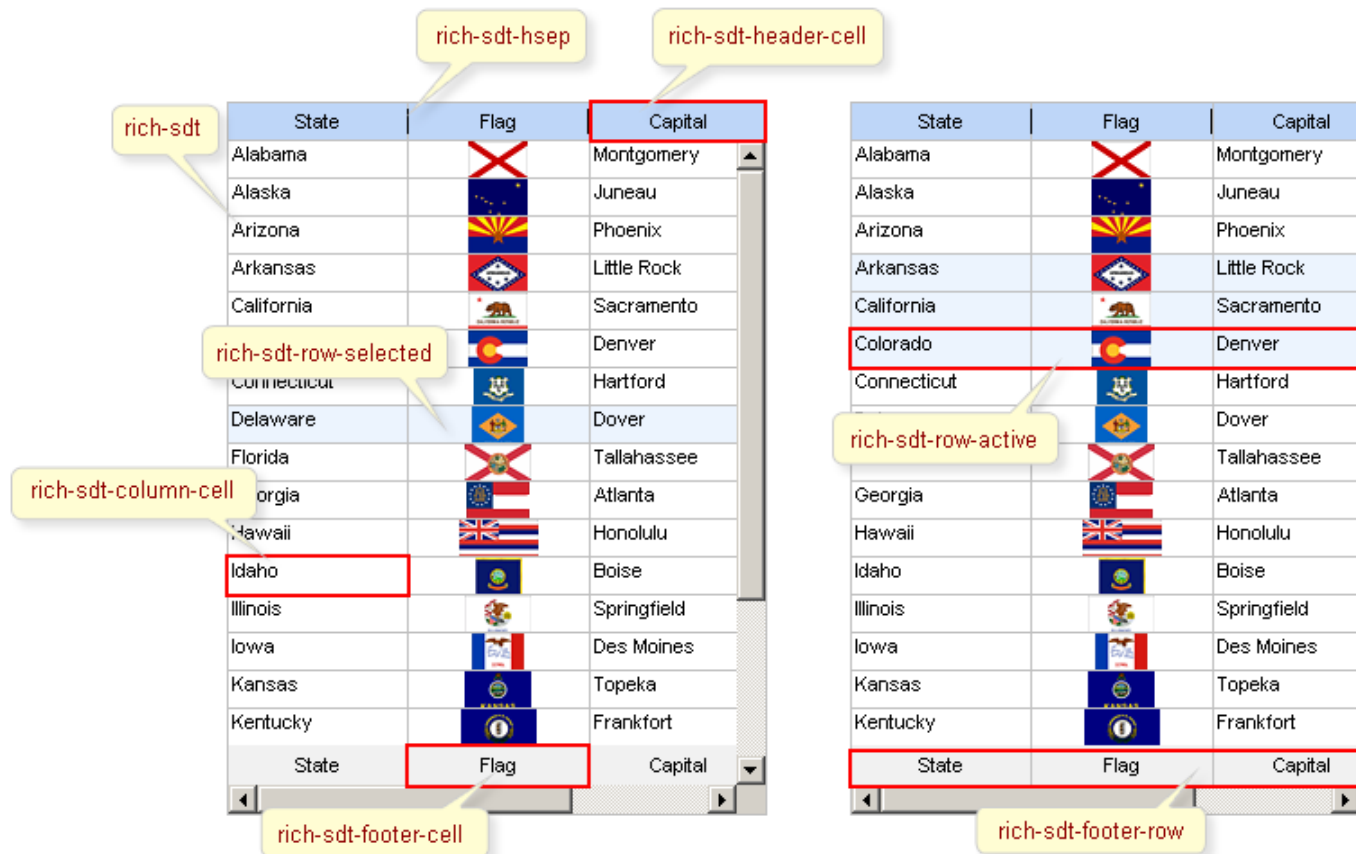 rich-sdt-hsep
rich-sdt-header-cell
rich-sdt
State Flag Capital
Alabama Montgomery
Alaska Juneau
Arizona Phoenix
Arkansas Little Rock
California Sacramento
Denver
rich-sdt-row-selected
Connecticut Hartford
Delaware Dover
Florida Tallahassee
rich-sdt-column-cell
orgia Atlanta
Hawaii Honolulu
Idaho Boise
Illinois Springfield
Iowa Des Moines
Kansas Topeka
Kentucky Frankfort
State Flag Capital
rich-sdt-footer-cell
State Flag Capital
Alabama Montgomery
Alaska Juneau
Arizona Phoenix
Arkansas Little Rock
California Sacramento
Colorado Denver
Connecticut Hartford
Dover
rich-sdt-row-active
Tallahassee
Georgia Atlanta
Hawaii Honolulu
Idaho Boise
Illinois Springfield
Iowa Des Moines
Kansas Topeka
Kentucky Frankfort
State Flag Capital
rich-sdt-footer-row